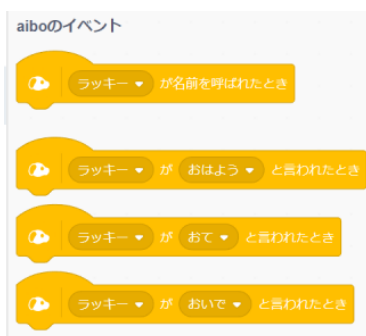 aiboのイベント
ラッキー が名前を呼ばれたとき
ラッキー が おはよう と言われたとき
ラッキー が おて と言われたとき
ラッキー が おいで と言われたとき